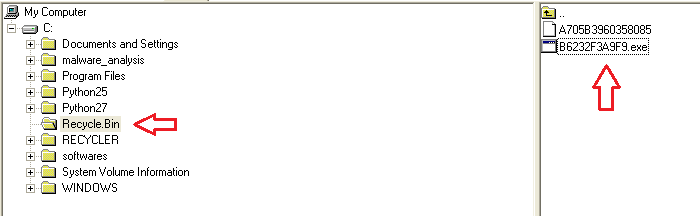 My Computer
C:
Documents and Settings
malware_analysis
Program Files
Python25
Python27
Recycle.Bin
RECYCLER
softwares
System Volume Information
WINDOWS
..
A705B3960358085
B6232F3A9F9.exe